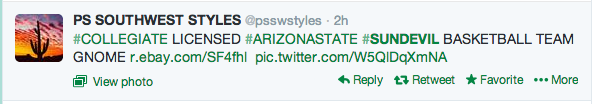 PS SOUTHWEST STYLES @psswstyles · 2h
#COLLEGIATE LICENSED #ARIZONASTATE #SUNDEVIL BASKETBALL TEAM
GNOME r.ebay.com/SF4fhl pic.twitter.com/W5QlDqXmNA
View photo Reply Retweet Favorite More